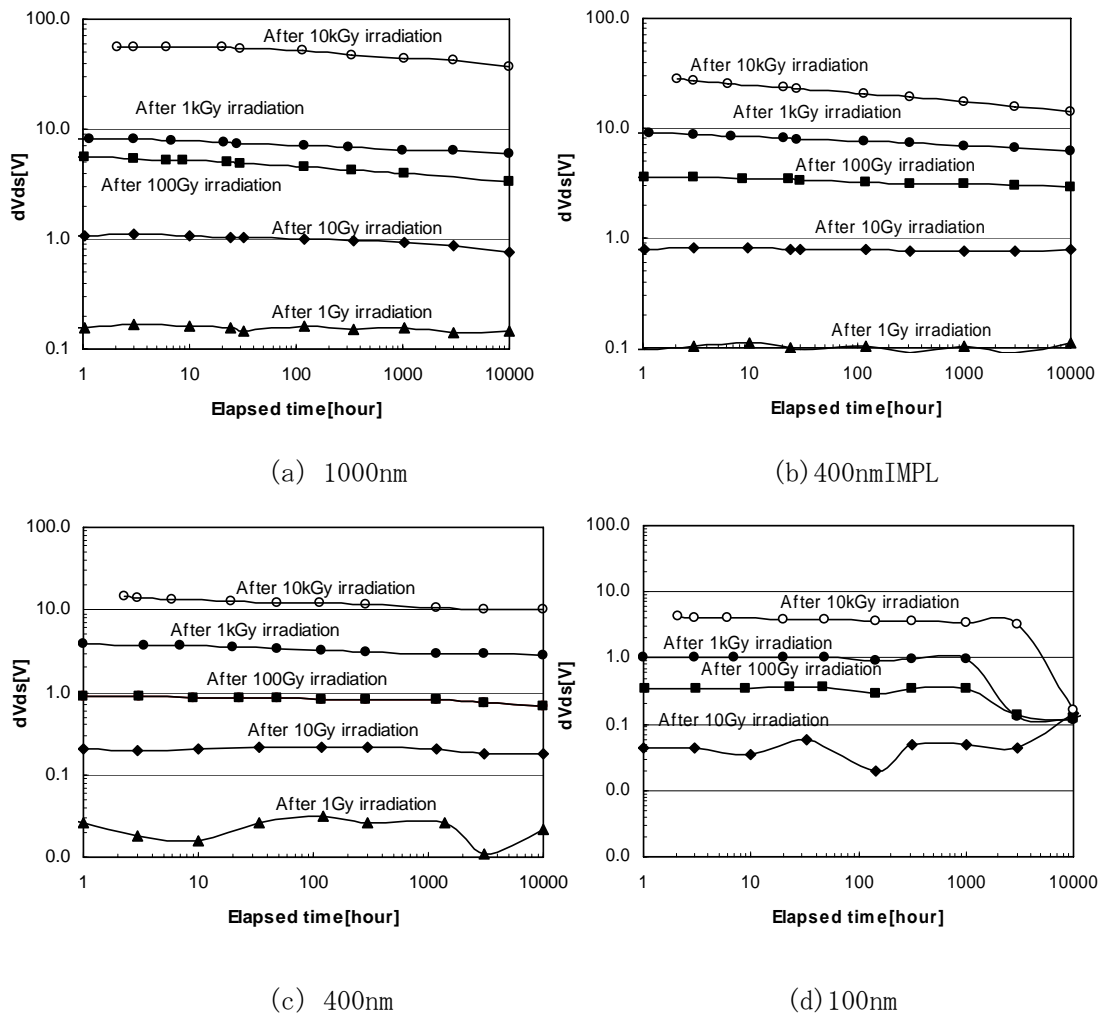 100.0
10.0
1.0
0.1
dVds[V]
After 10kGy irradiation
After 1kGy irradiation
After 100Gy irradiation
After 10Gy irradiation
After 1Gy irradiation
1 10 100 1000 10000
Elapsed time[hour]
(a) 1000nm
100.0
10.0
1.0
0.1
dVds[V]
After 10kGy irradiation
After 1kGy irradiation
After 100Gy irradiation
After 10Gy irradiation
After 1Gy irradiation
1 10 100 1000 10000
Elapsed time[hour]
(b)400nmIMPL
100.0
10.0
1.0
0.1
0.0
dVds[V]
After 10kGy irradiation
After 1kGy irradiation
After 100Gy irradiation
After 10Gy irradiation
After 1Gy irradiation
1 10 100 1000 10000
Elapsed time[hour]
(c) 400nm
100.0
10.0
1.0
0.1
0.0
0.0
dVds[V]
After 10kGy irradiation
After 1kGy irradiation
After 100Gy irradiation
After 10Gy irradiation
1 10 100 1000 10000
Elapsed time[hour]
(d)100nm